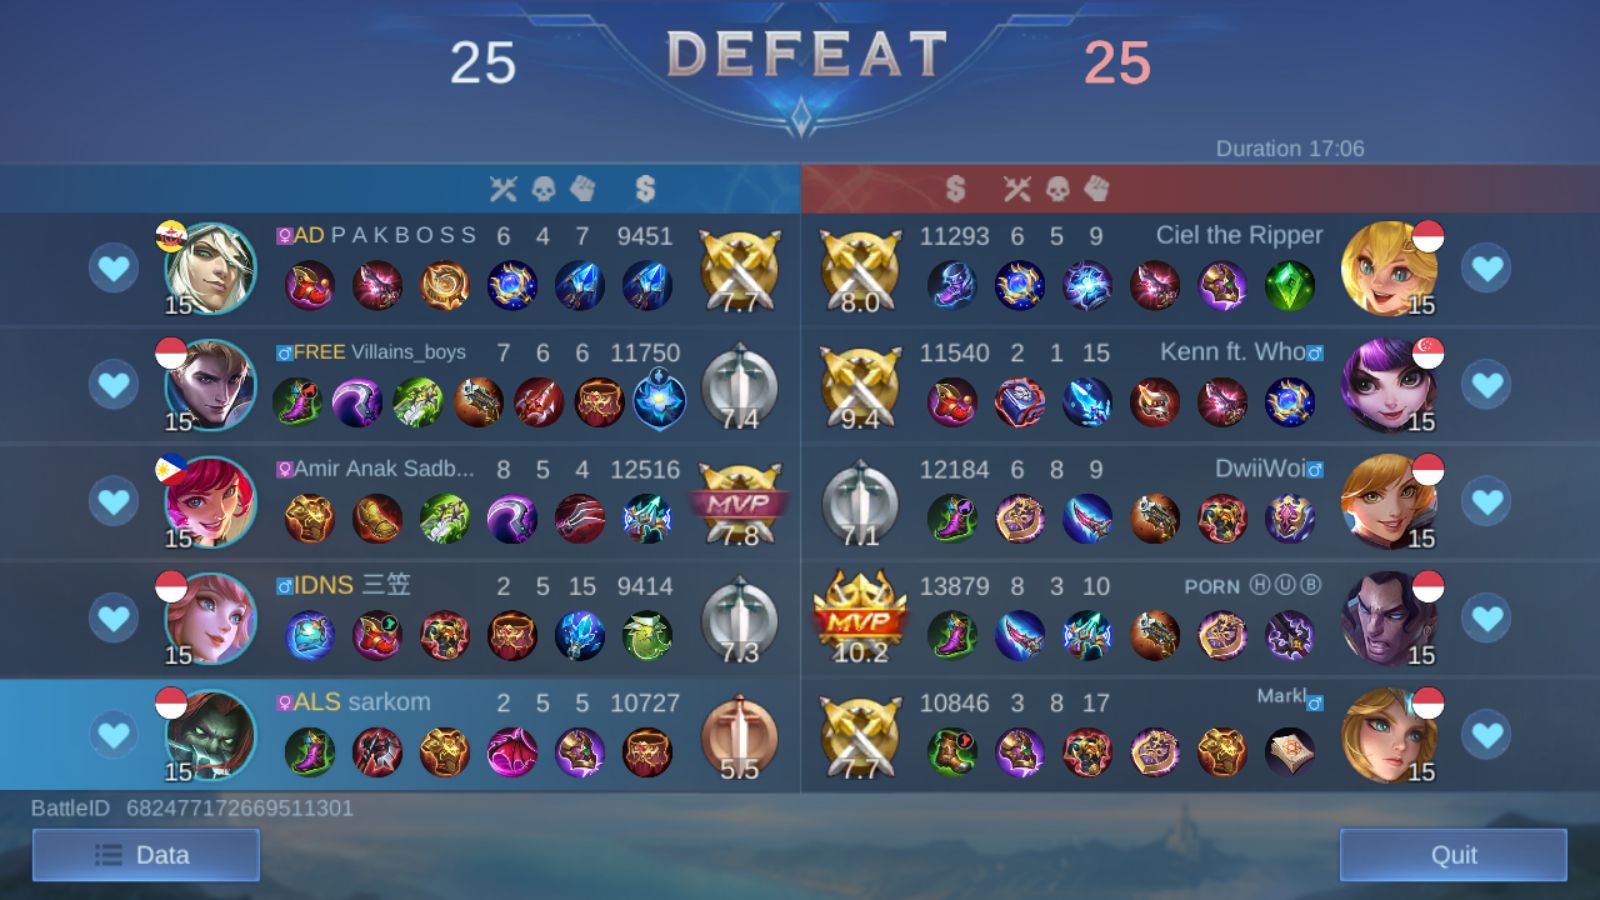 25 DEFEAT 25
Duration 17:06
AD P A K B O S S 6 4 7 9451
15 7.7
11293 6 5 9 Ciel the Ripper
8.0 15
FREE Villains_boys 7 6 6 11750
15 7.4
11540 2 1 15 Kenn ft. Who
9.4 15
Amir Anak Sadb... 8 5 4 12516
MVP
15 7.8
12184 6 8 9 DwiiWoi
7.1 15
IDNS 三笠 2 5 15 9414
15 7.3
13879 8 3 10 PORN ⒽⓊⒷ
MVP
10.2 15
ALS sarkom 2 5 5 10727
15 5.5
10846 3 8 17 Markl
7.7 15
BattleID 682477172669511301
Data
Quit